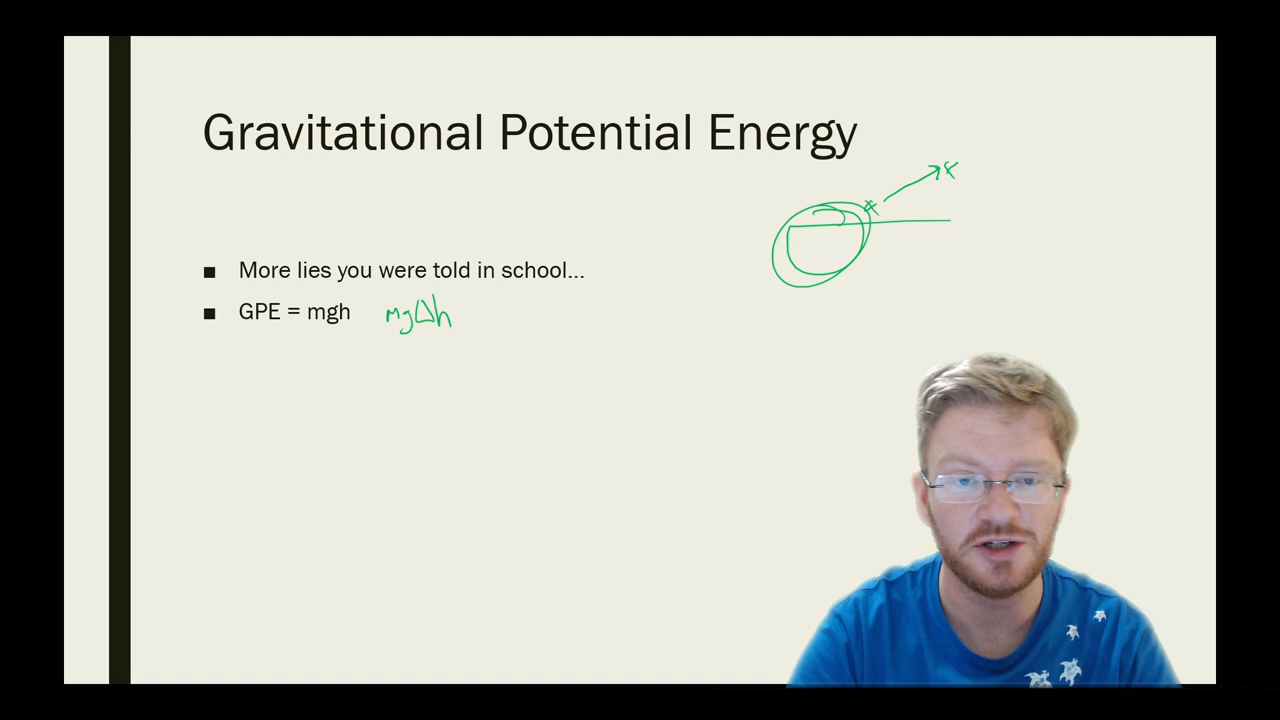 Gravitational Potential Energy
■ More lies you were told in school...
■ GPE = mgh mgΔh